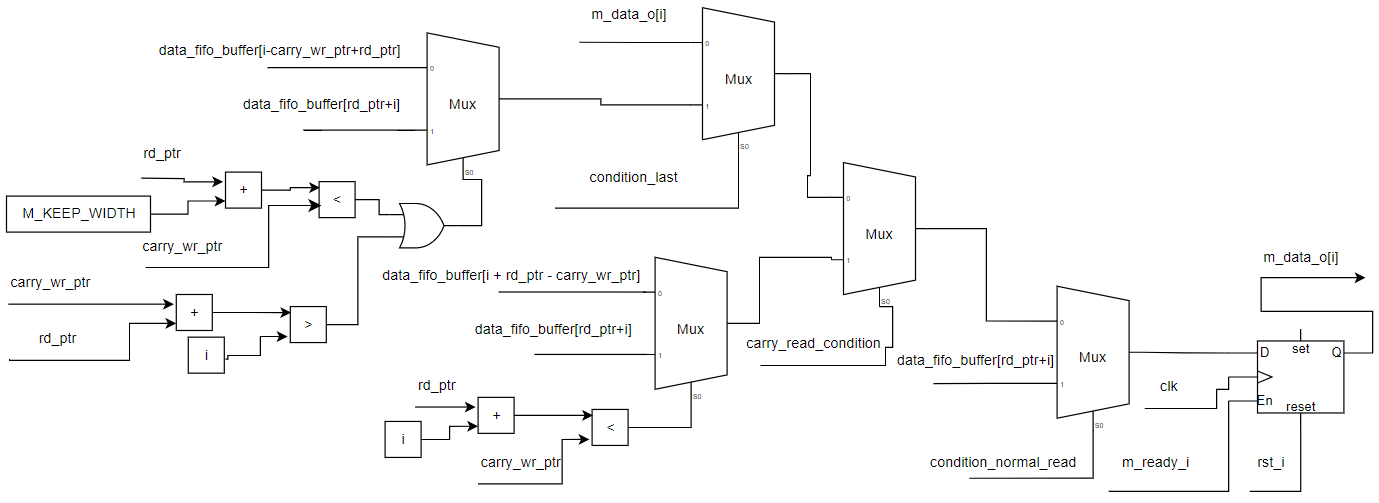 m_data_o[i]
data_fifo_buffer[i-carry_wr_ptr+rd_ptr]
0
0
Mux
Mux
data_fifo_buffer[rd_ptr+i]
1
1
rd_ptr
S0
S0
condition_last
+
<
M_KEEP_WIDTH
0
carry_wr_ptr
Mux
1
data_fifo_buffer[i + rd_ptr - carry_wr_ptr]
m_data_o[i]
carry_wr_ptr
0
S0
+
>
0
rd_ptr
Mux
data_fifo_buffer[rd_ptr+i]
carry_read_condition
set
i
1
D
Q
Mux
data_fifo_buffer[rd_ptr+i]
1
clk
rd_ptr
S0
En
reset
+
<
i
S0
carry_wr_ptr
condition_normal_read
m_ready_i
rst_i